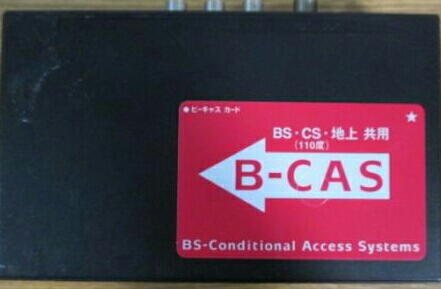 ● ビーキャス カード
BS・CS・地上 共用
(110度)
B-CAS
BS-Conditional Access Systems